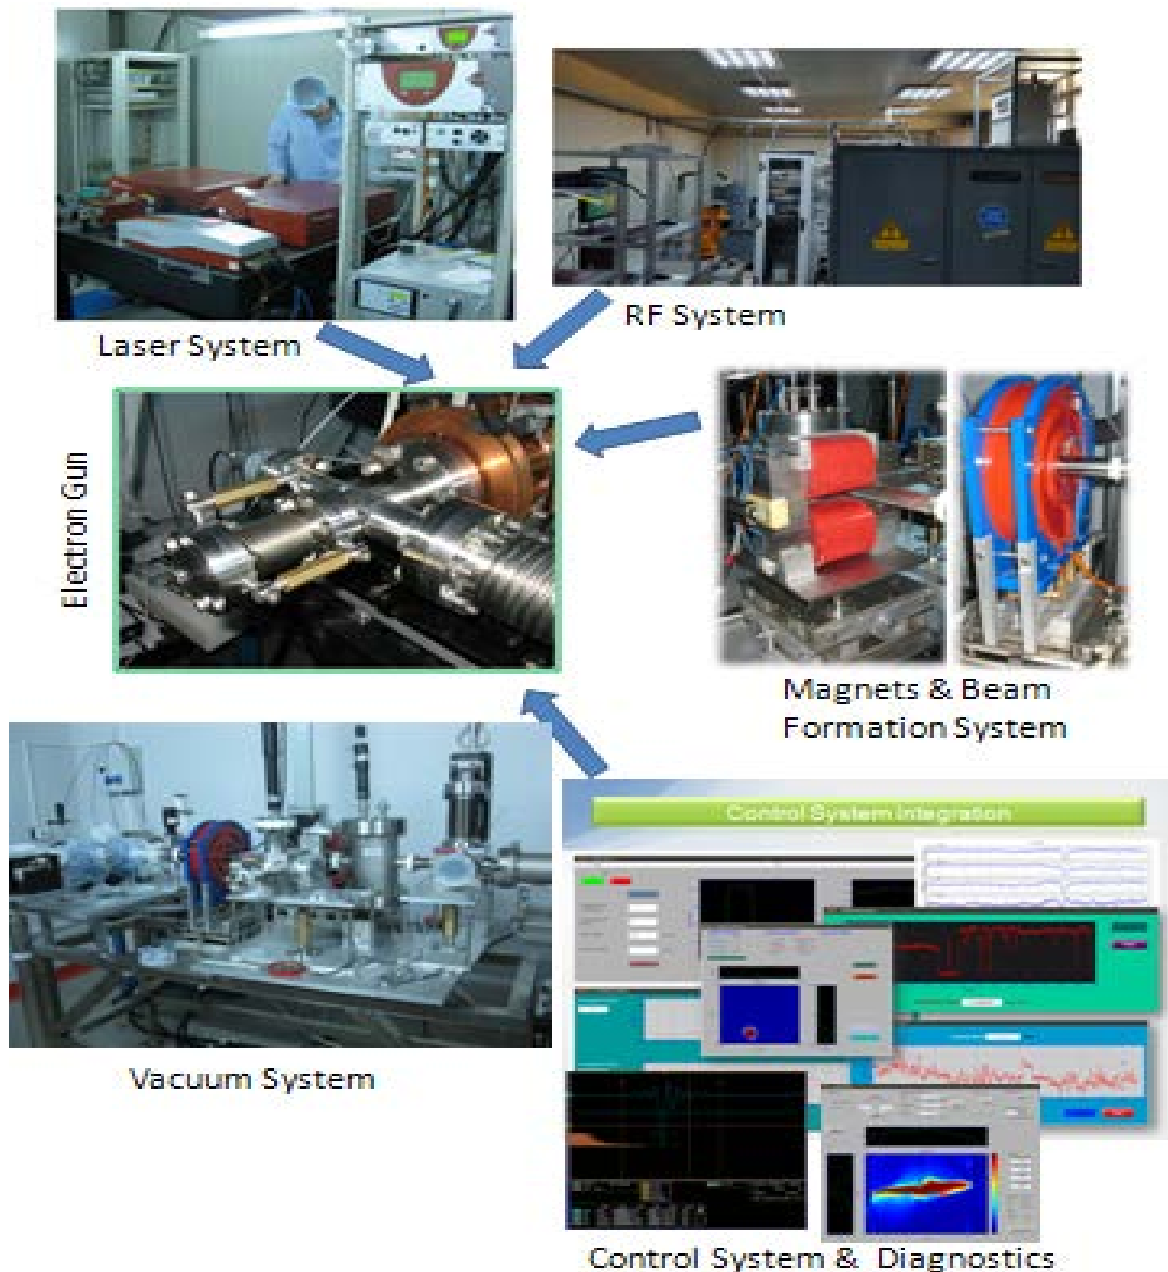 Laser System
RF System
Electron Gun
Magnets & Beam
Formation System
Vacuum System
Control System integration
Control System & Diagnostics